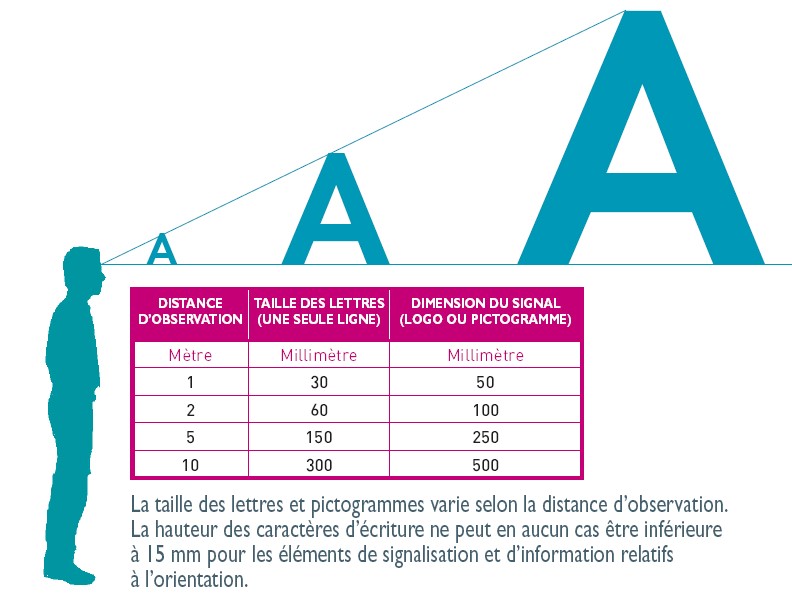 A A A
DISTANCE D'OBSERVATION TAILLE DES LETTRES (UNE SEULE LIGNE) DIMENSION DU SIGNAL (LOGO OU PICTOGRAMME)
Mètre Millimètre Millimètre
1 30 50
2 60 100
5 150 250
10 300 500
La taille des lettres et pictogrammes varie selon la distance d'observation.
La hauteur des caractères d'écriture ne peut en aucun cas être inférieure
à 15 mm pour les éléments de signalisation et d'information relatifs
à l'orientation.